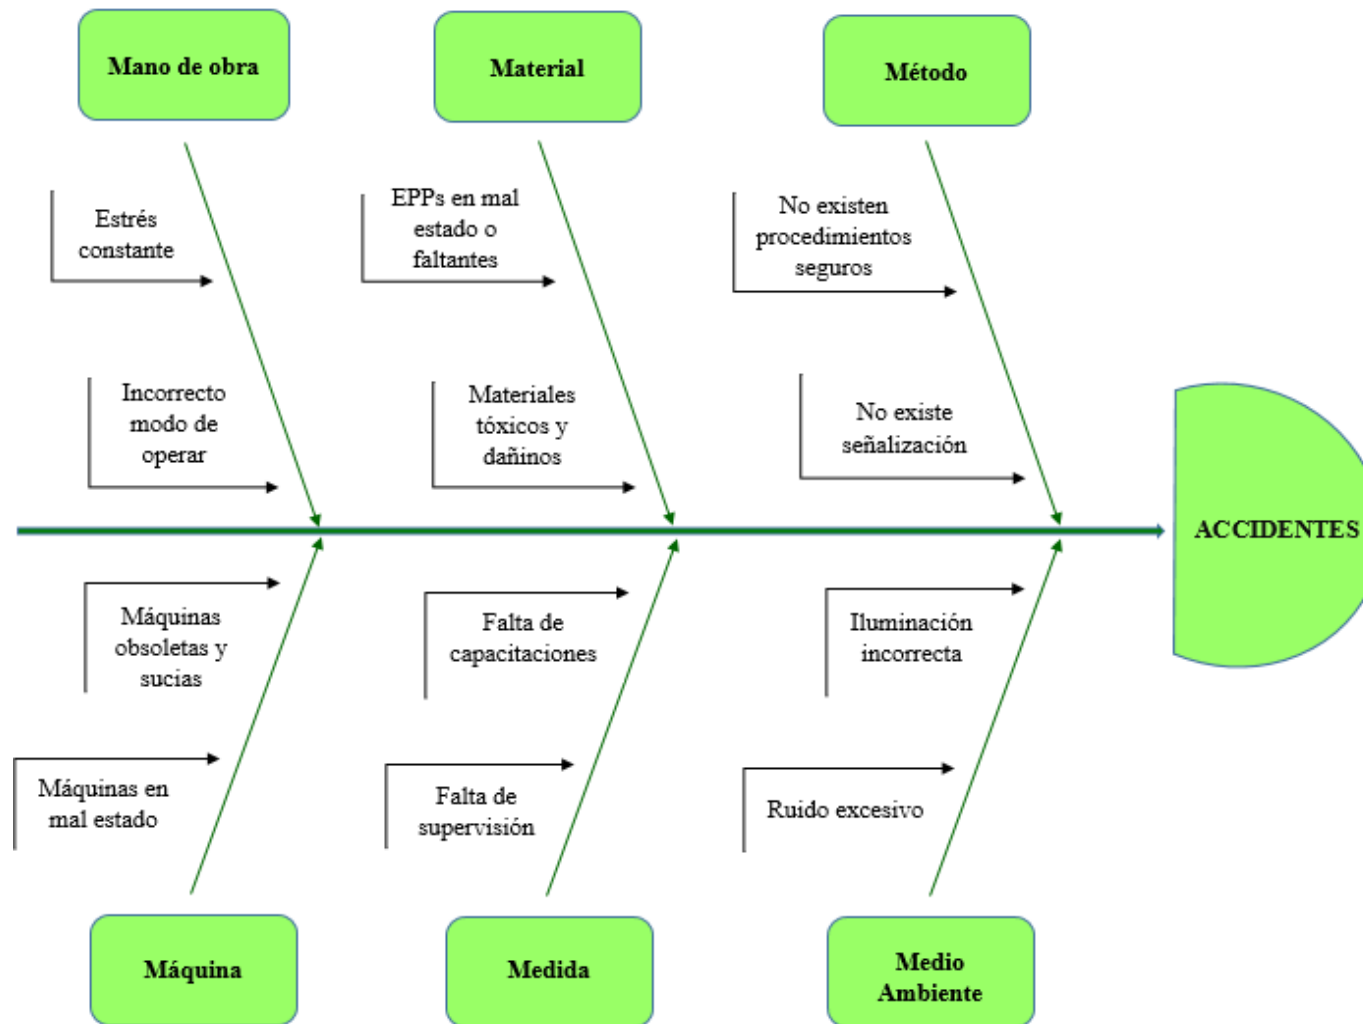 Mano de obra
Material
Método
Estrés
constante
EPPs en mal
estado o
faltantes
No existen
procedimientos
seguros
Incorrecto
modo de
operar
Materiales
tóxicos y
dañinos
No existe
señalización
ACCIDENTES
Máquinas
obsoletas y
sucias
Falta de
capacitaciones
Iluminación
incorrecta
Máquinas en
mal estado
Falta de
supervisión
Ruido excesivo
Máquina
Medida
Medio
Ambiente